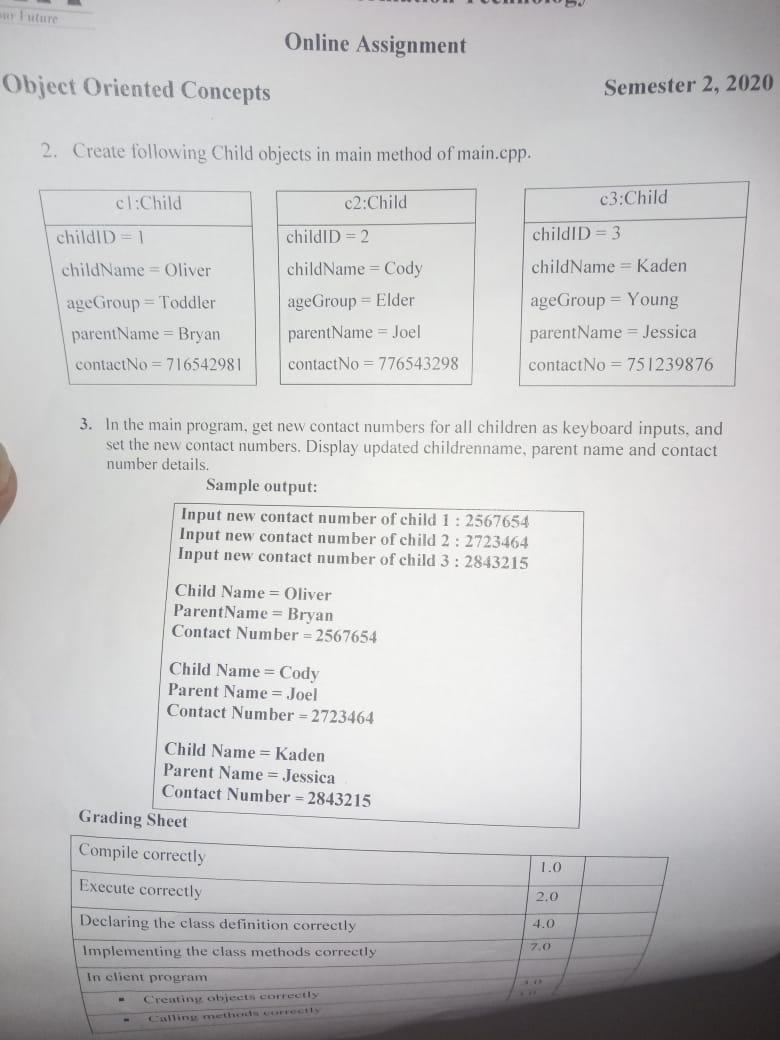 Future
Online Assignment
Object Oriented Concepts
Semester 2, 2020
2. Create following Child objects in main method of main.cpp.
c1:Child
childID = 1
childName = Oliver
ageGroup = Toddler
parentName = Bryan
contactNo = 716542981
c2:Child
childID = 2
childName = Cody
ageGroup = Elder
parentName = Joel
contactNo = 776543298
c3:Child
childID = 3
childName = Kaden
ageGroup = Young
parentName = Jessica
contactNo = 751239876
3. In the main program, get new contact numbers for all children as keyboard inputs, and
set the new contact numbers. Display updated childrenname, parent name and contact
number details.
Sample output:
Input new contact number of child 1 : 2567654
Input new contact number of child 2 : 2723464
Input new contact number of child 3 : 2843215
Child Name = Oliver
ParentName = Bryan
Contact Number = 2567654
Child Name = Cody
Parent Name = Joel
Contact Number = 2723464
Child Name = Kaden
Parent Name = Jessica
Contact Number = 2843215
Grading Sheet
Compile correctly 1.0
Execute correctly 2.0
Declaring the class definition correctly 4.0
Implementing the class methods correctly 7.0
In client program
▪ Creating objects correctly 3.0
▪ Calling methods correctly